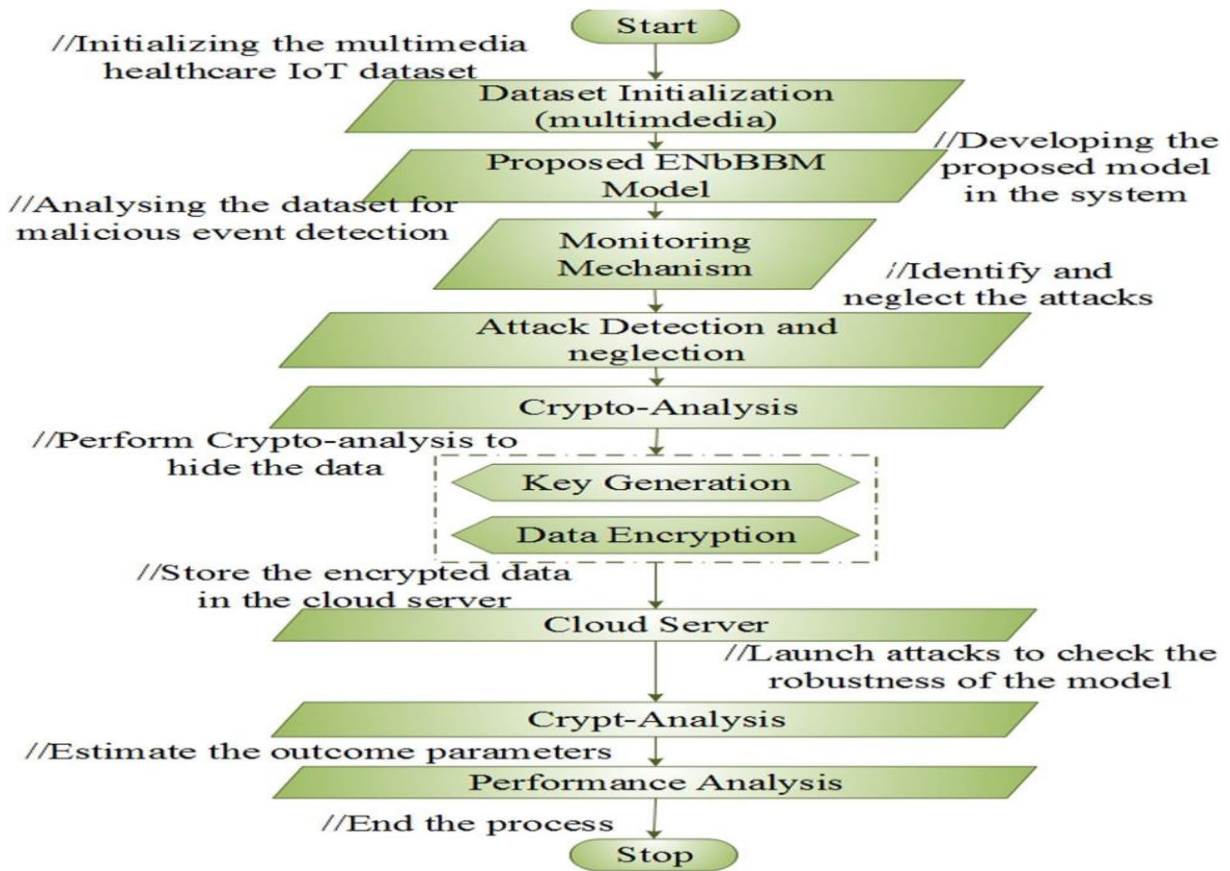 Start
//Initializing the multimedia
healthcare IoT dataset
Dataset Initialization
(multimdedia)
//Developing the
proposed model
in the system
Proposed ENbBBM
Model
//Analysing the dataset for
malicious event detection
Monitoring
Mechanism
//Identify and
neglect the attacks
Attack Detection and
neglection
Crypto-Analysis
//Perform Crypto-analysis to
hide the data
Key Generation
Data Encryption
//Store the encrypted data
in the cloud server
Cloud Server
//Launch attacks to check the
robustness of the model
Crypt-Analysis
//Estimate the outcome parameters
Performance Analysis
//End the process
Stop